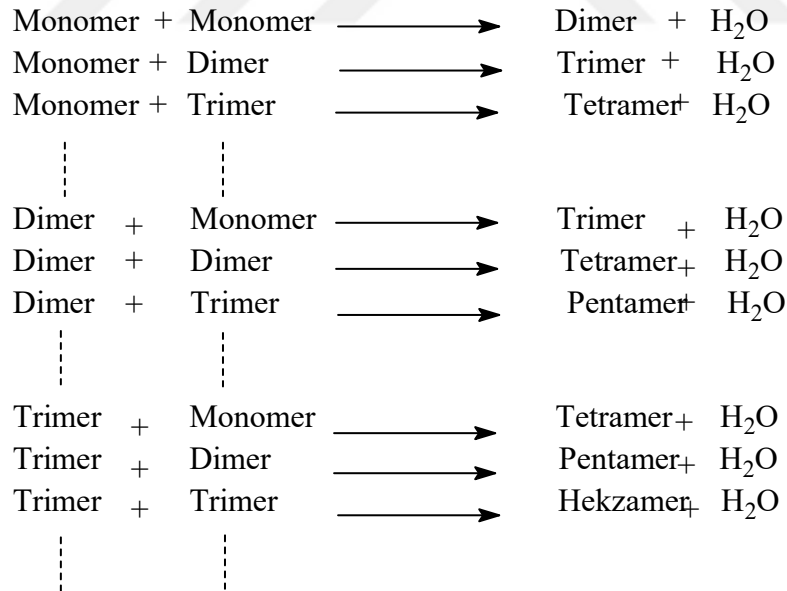 Monomer + Monomer Dimer + H₂O
Monomer + Dimer Trimer + H₂O
Monomer + Trimer Tetramer + H₂O
Dimer + Monomer Trimer + H₂O
Dimer + Dimer Tetramer + H₂O
Dimer + Trimer Pentamer + H₂O
Trimer + Monomer Tetramer + H₂O
Trimer + Dimer Pentamer + H₂O
Trimer + Trimer Hekzamer + H₂O